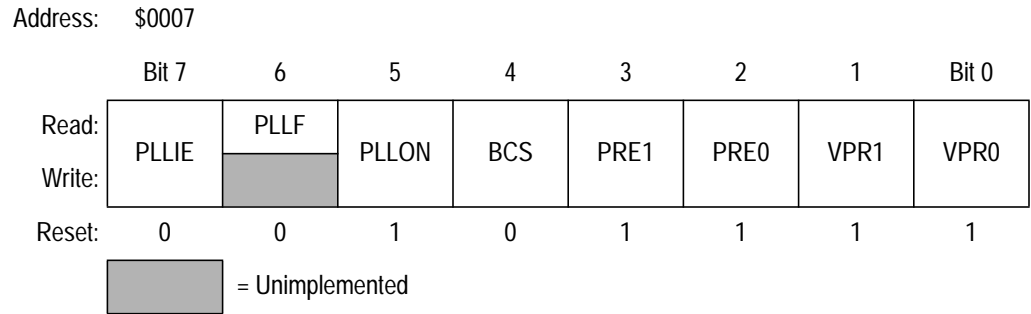 Address: $0007
Bit 7 6 5 4 3 2 1 Bit 0
Read: PLLIE PLLF PLLON BCS PRE1 PRE0 VPR1 VPR0
Write:
Reset: 0 0 1 0 1 1 1 1
= Unimplemented